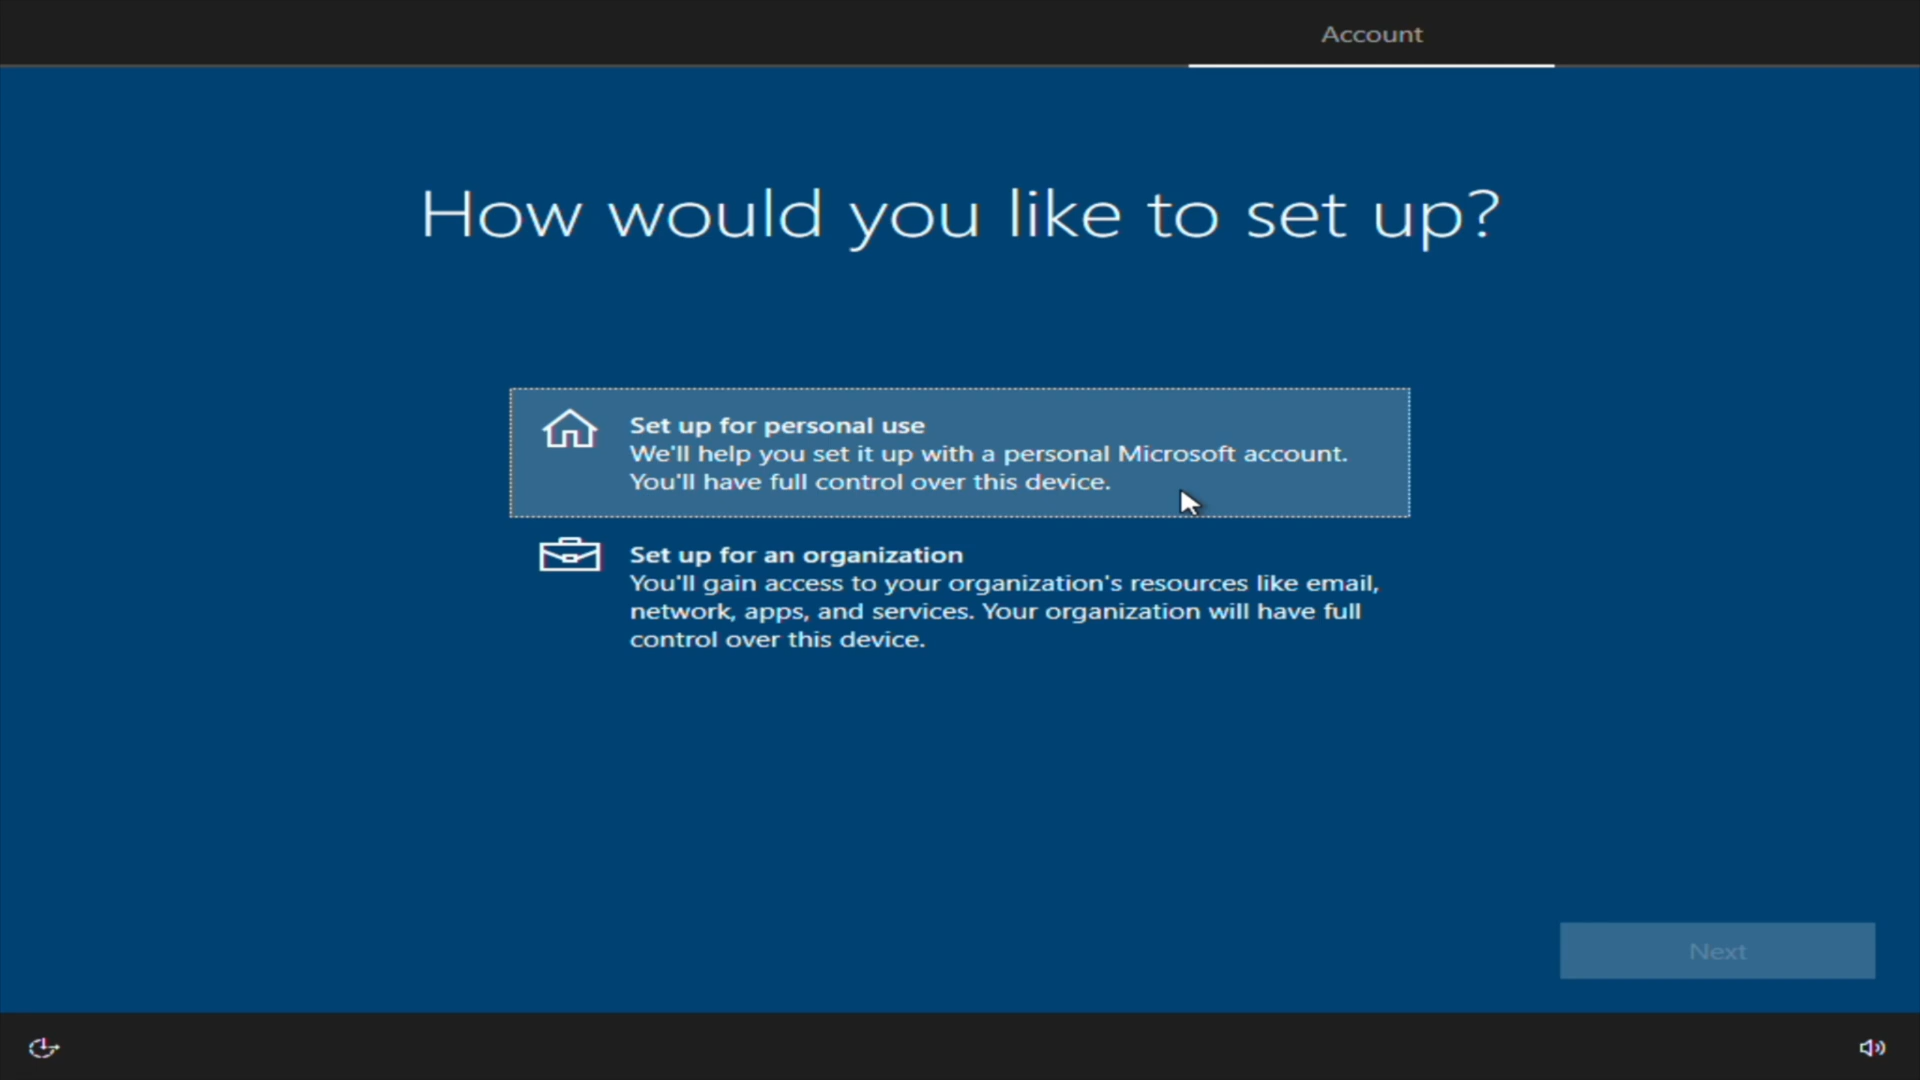 Account
How would you like to set up?
Set up for personal use
We'll help you set it up with a personal Microsoft account.
You'll have full control over this device.
Set up for an organization
You'll gain access to your organization's resources like email,
network, apps, and services. Your organization will have full
control over this device.
Next